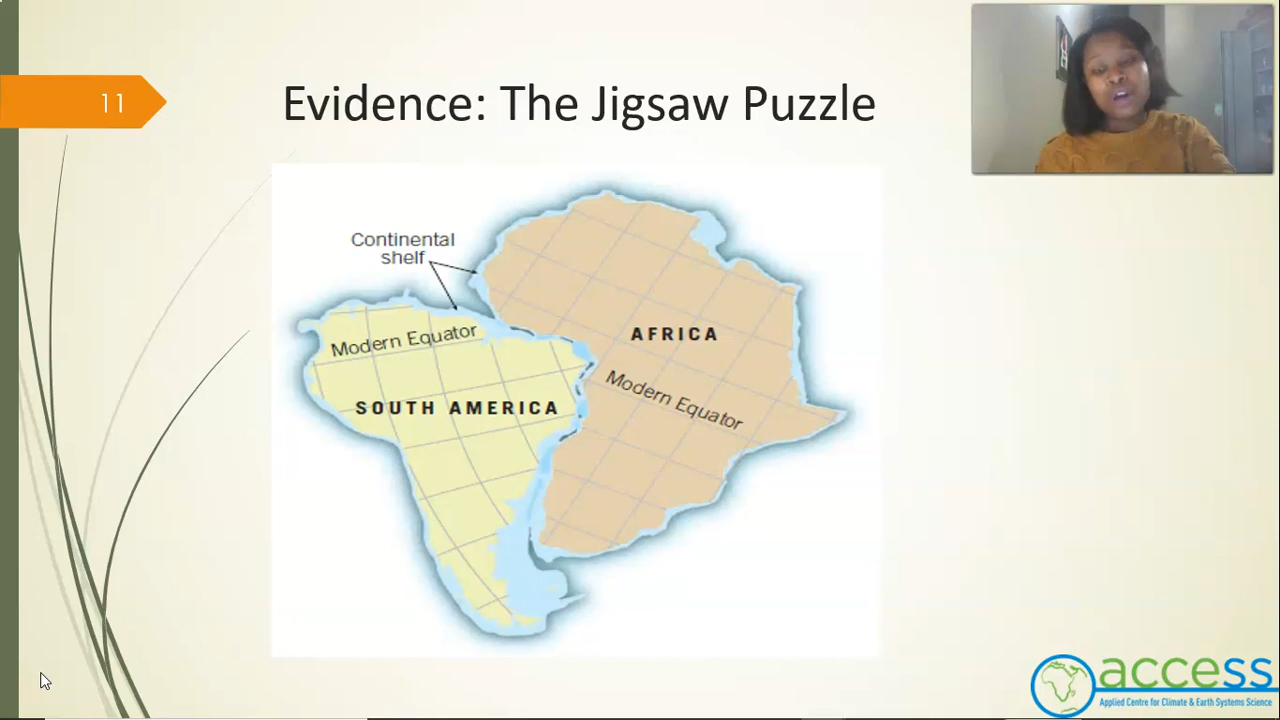 11
Evidence: The Jigsaw Puzzle
Continental
shelf
AFRICA
Modern Equator
Modern Equator
SOUTH AMERICA
access
Applied Centre for Climate & Earth Systems Science